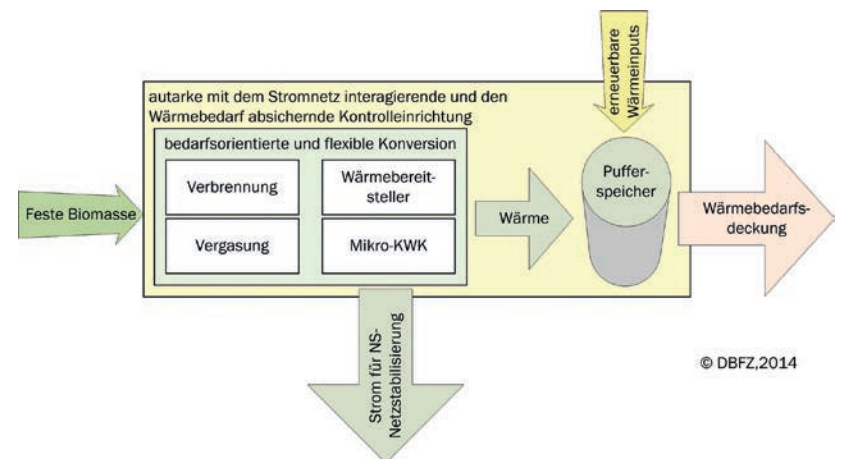 erneuerbare
Wärmeinputs
autarke mit dem Stromnetz interagierende und den
Wärmebedarf absichernde Kontrolleinrichtung
bedarfsorientierte und flexible Konversion
Verbrennung
Wärmebereit-
steller
Vergasung
Mikro-KWK
Feste Biomasse
Wärme
Puffer-
speicher
Wärmebedarfs-
deckung
Strom für NS-
Netzstabilisierung
© DBFZ,2014